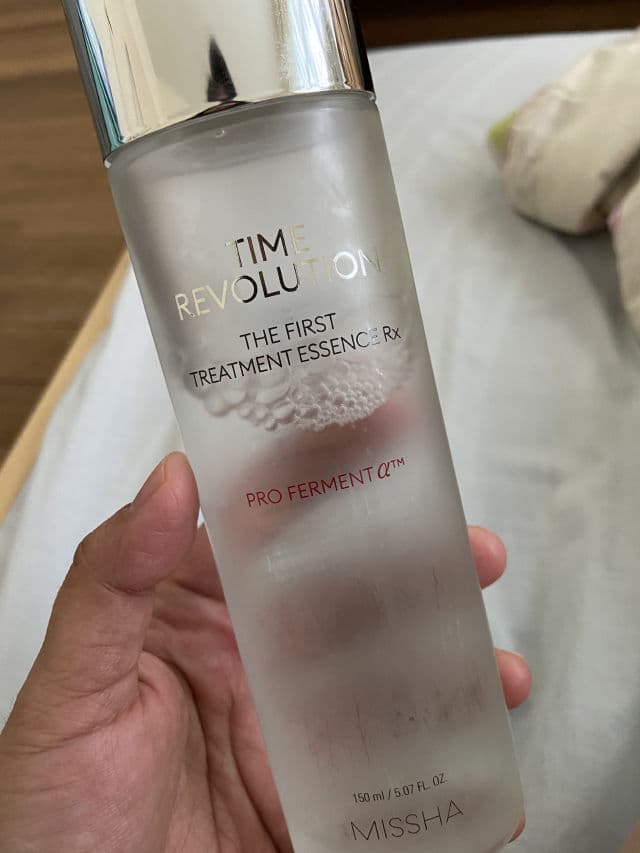 TIME
REVOLUTION
THE FIRST
TREATMENT ESSENCE Rx
PRO FERMENT α™
150 ml / 5.07 FL. OZ.
MISSHA